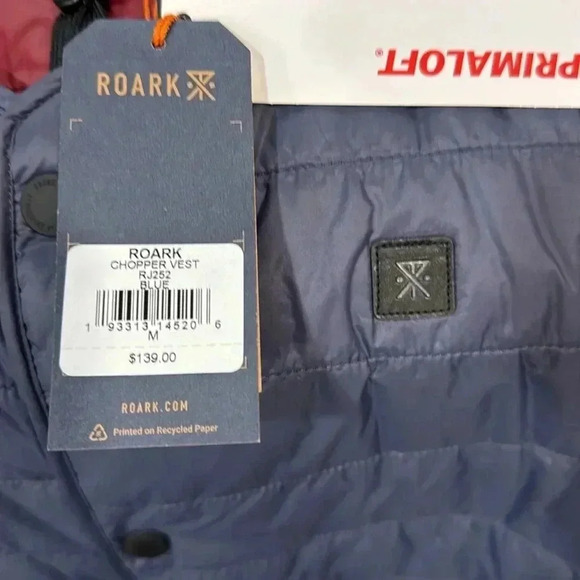 PRIMALOFT®
ROARK
ROARK
CHOPPER VEST
RJ252
BLUE
1 93313 14520 6
M
$139.00
ROARK.COM
Printed on Recycled Paper